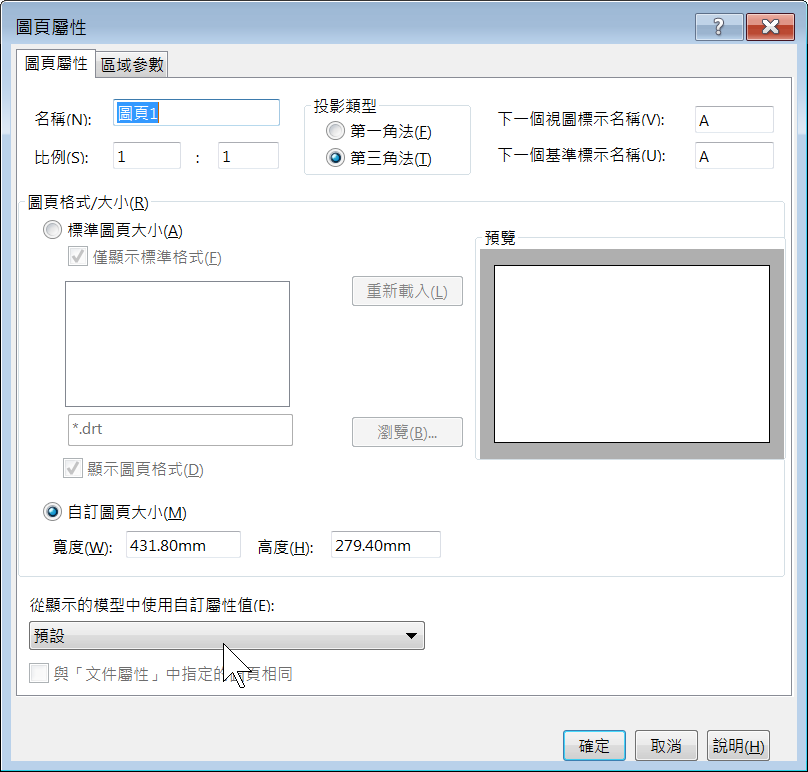 圖頁屬性
圖頁屬性 區域參數
名稱(N): 圖頁1
比例(S): 1 : 1
投影類型
第一角法(F)
第三角法(T)
下一個視圖標示名稱(V): A
下一個基準標示名稱(U): A
圖頁格式/大小(R)
標準圖頁大小(A)
僅顯示標準格式(F)
重新載入(L)
*.drt
瀏覽(B)...
顯示圖頁格式(D)
預覽
自訂圖頁大小(M)
寬度(W): 431.80mm 高度(H): 279.40mm
從顯示的模型中使用自訂屬性值(E):
預設
與「文件屬性」中指定的圖頁相同
確定 取消 說明(H)